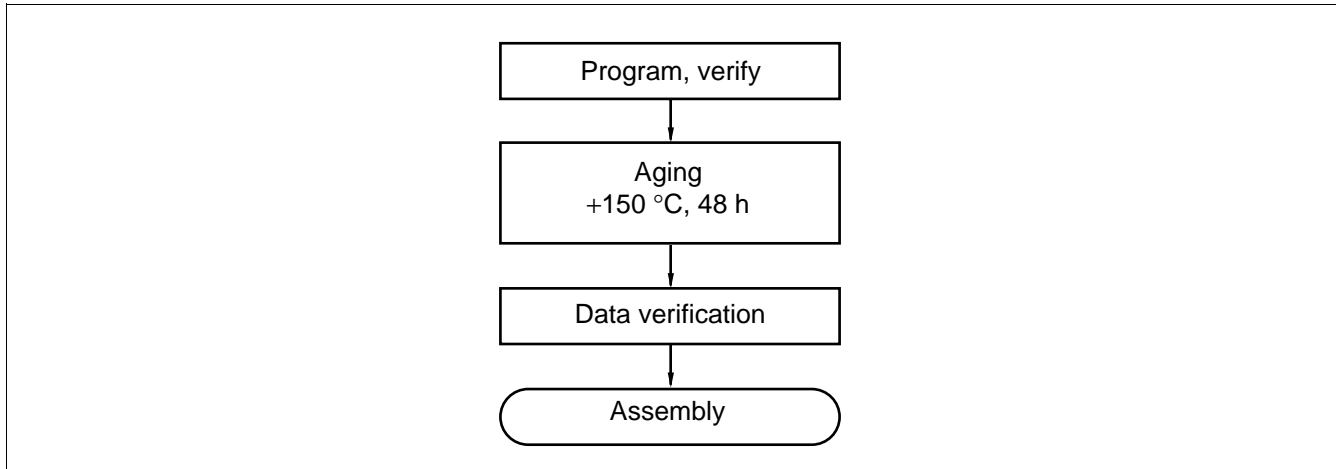 Program, verify
Aging
+150 °C, 48 h
Data verification
Assembly